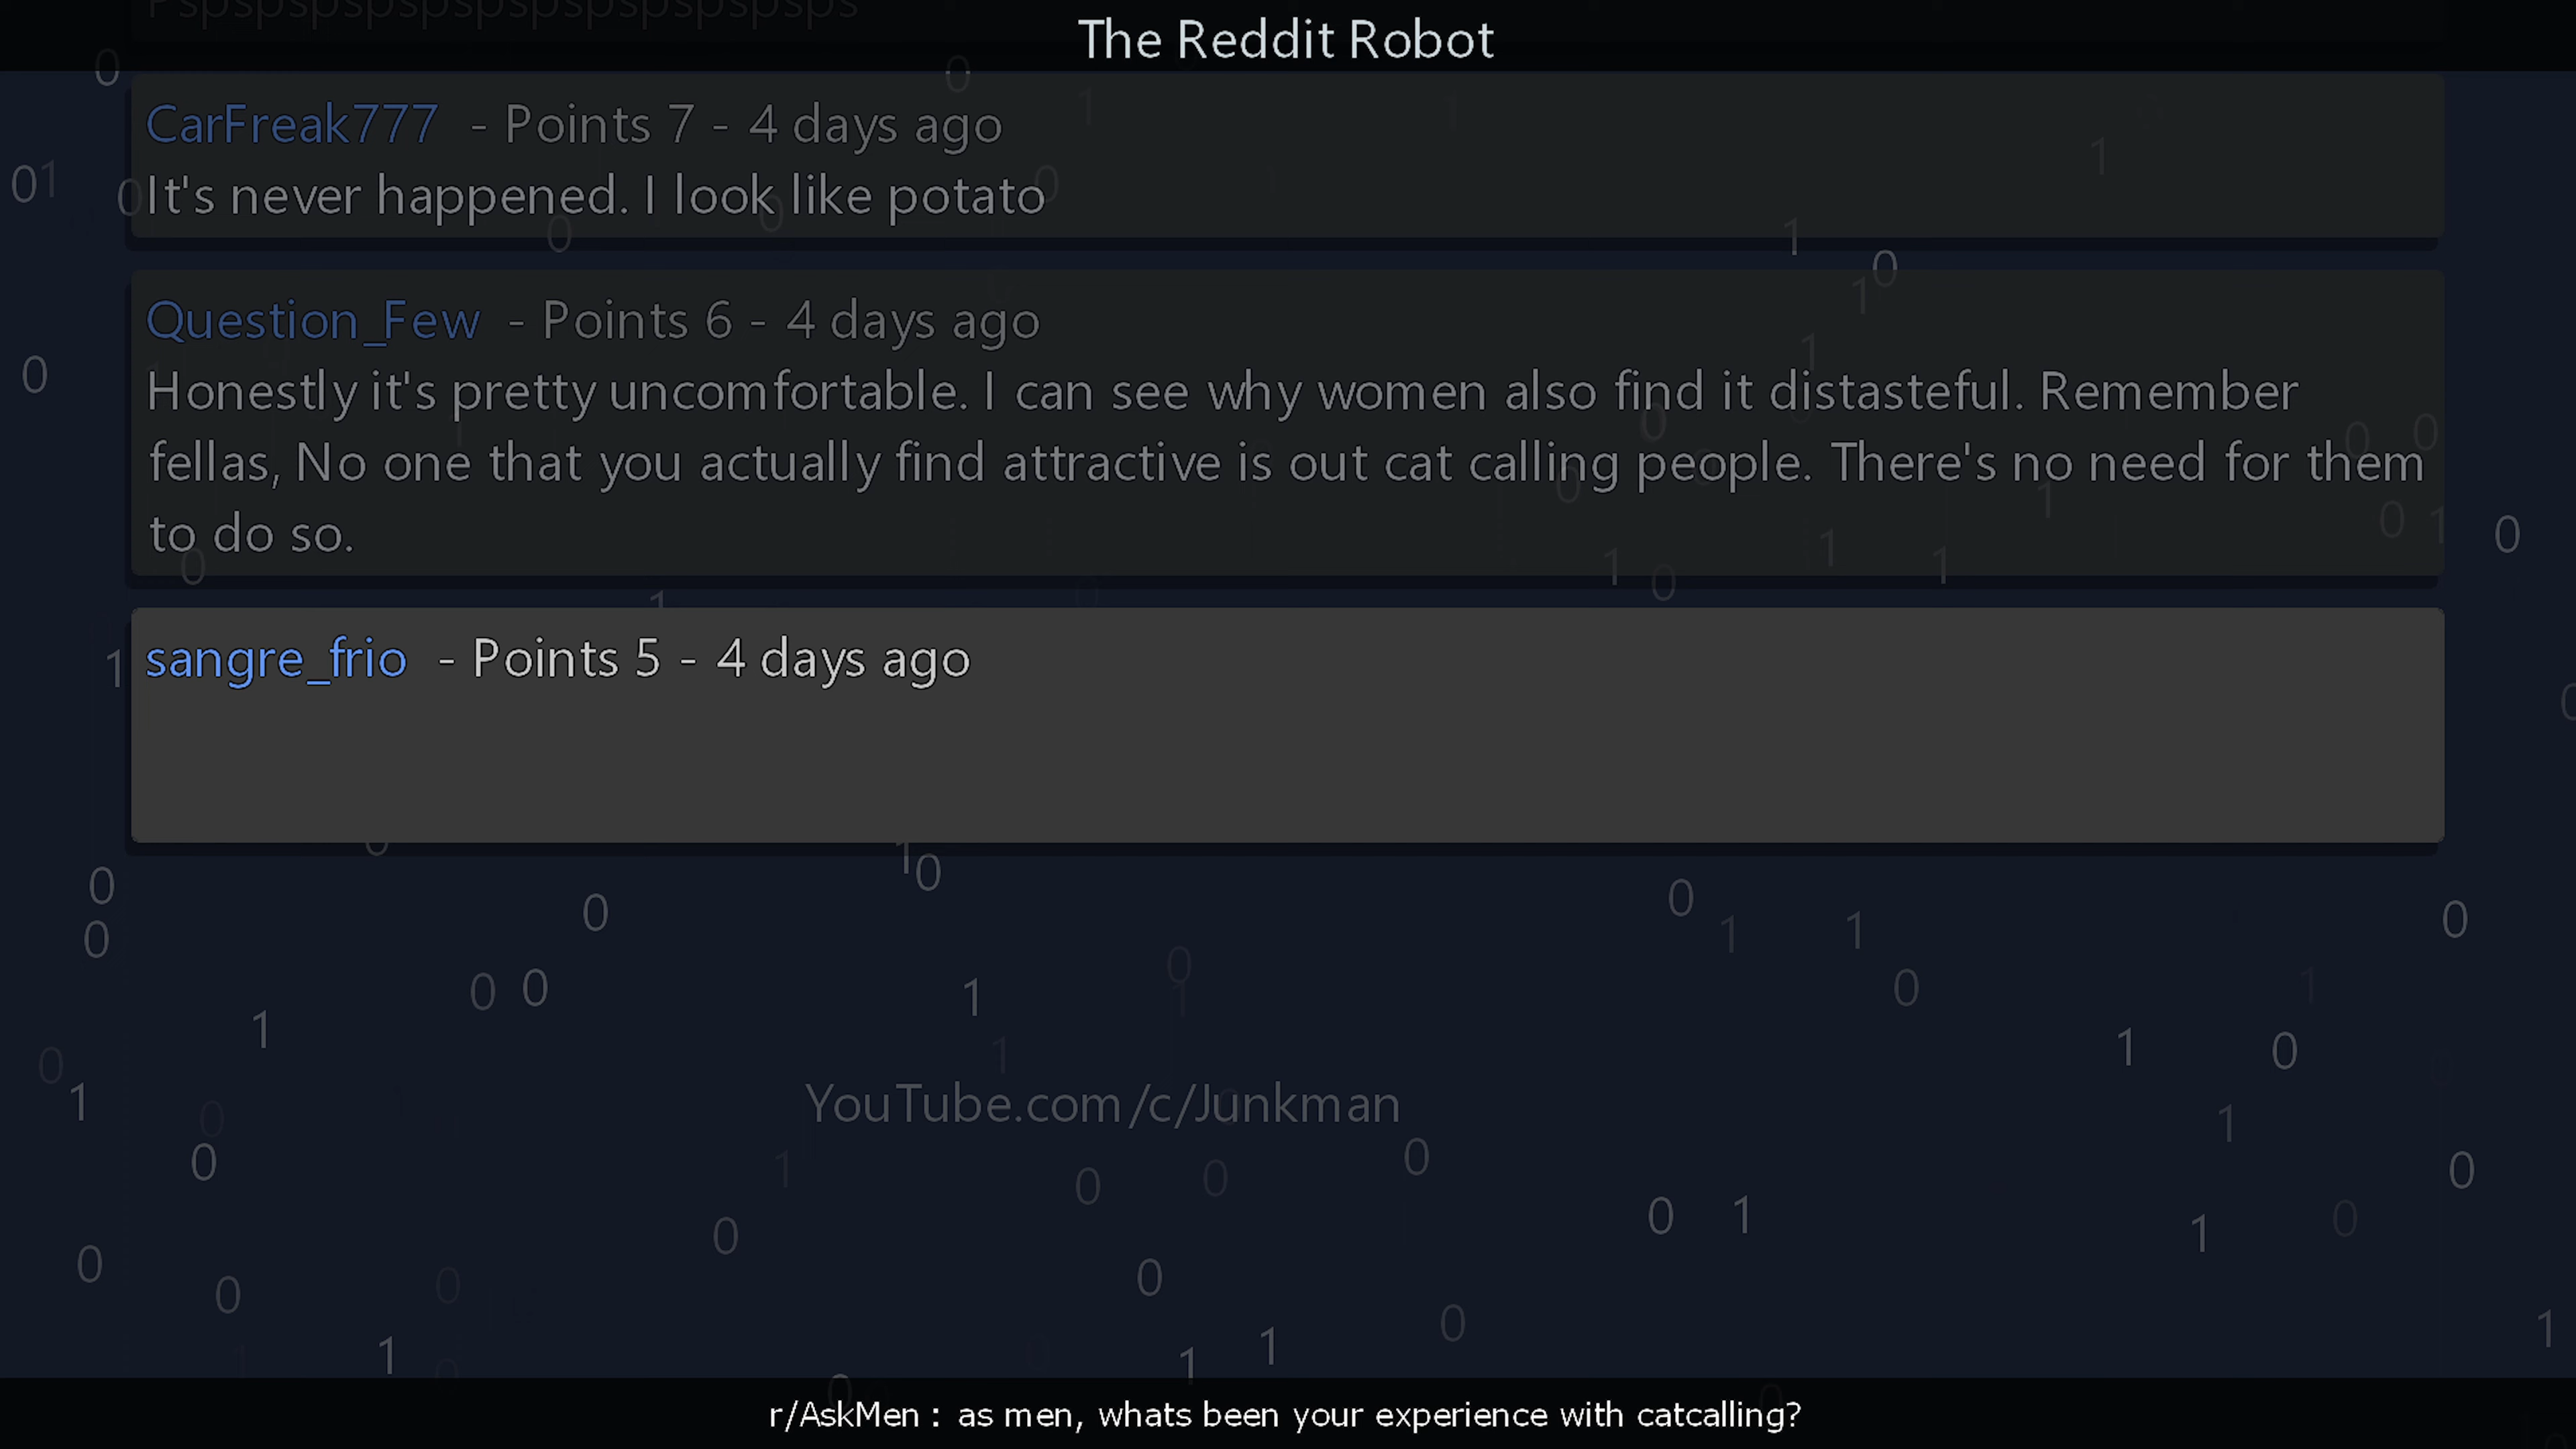 Pspspspspspspspspspspspspsps
The Reddit Robot
CarFreak777 - Points 7 - 4 days ago
It's never happened. I look like potato
Question_Few - Points 6 - 4 days ago
Honestly it's pretty uncomfortable. I can see why women also find it distasteful. Remember
fellas, No one that you actually find attractive is out cat calling people. There's no need for them
to do so.
sangre_frio - Points 5 - 4 days ago
YouTube.com/c/Junkman
r/AskMen : as men, whats been your experience with catcalling?